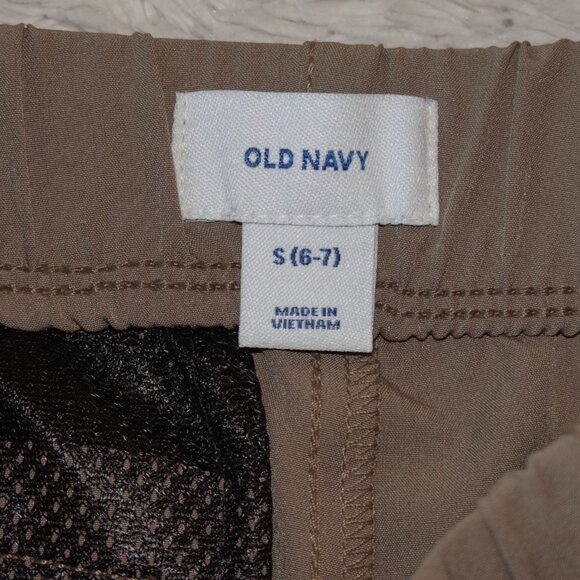 OLD NAVY
S (6-7)
MADE IN
VIETNAM